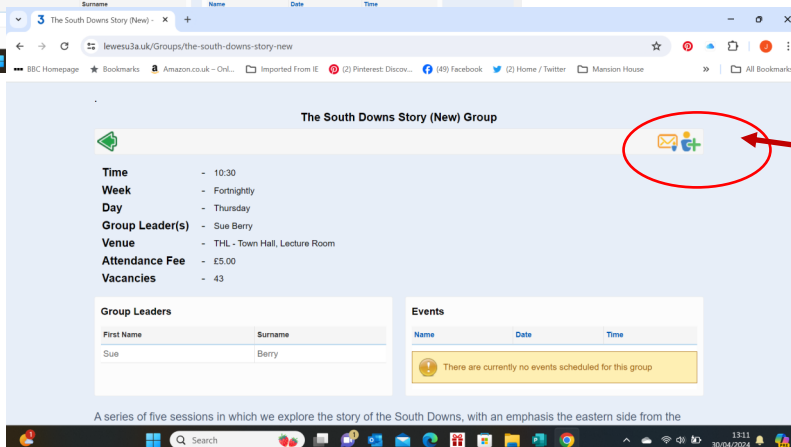 Surname Name Date Time
The South Downs Story (New) - × +
lewesu3a.uk/Groups/the-south-downs-story-new
BBC Homepage Bookmarks Amazon.co.uk – Onl... Imported From IE (2) Pinterest: Discov... (49) Facebook (2) Home / Twitter Mansion House » All Bookmarks
.
The South Downs Story (New) Group
Time - 10:30
Week - Fortnightly
Day - Thursday
Group Leader(s) - Sue Berry
Venue - THL - Town Hall, Lecture Room
Attendance Fee - £5.00
Vacancies - 43
Group Leaders Events
First Name Surname Name Date Time
Sue Berry
There are currently no events scheduled for this group
A series of five sessions in which we explore the story of the South Downs, with an emphasis the eastern side from the
Search 13:11
30/04/2024